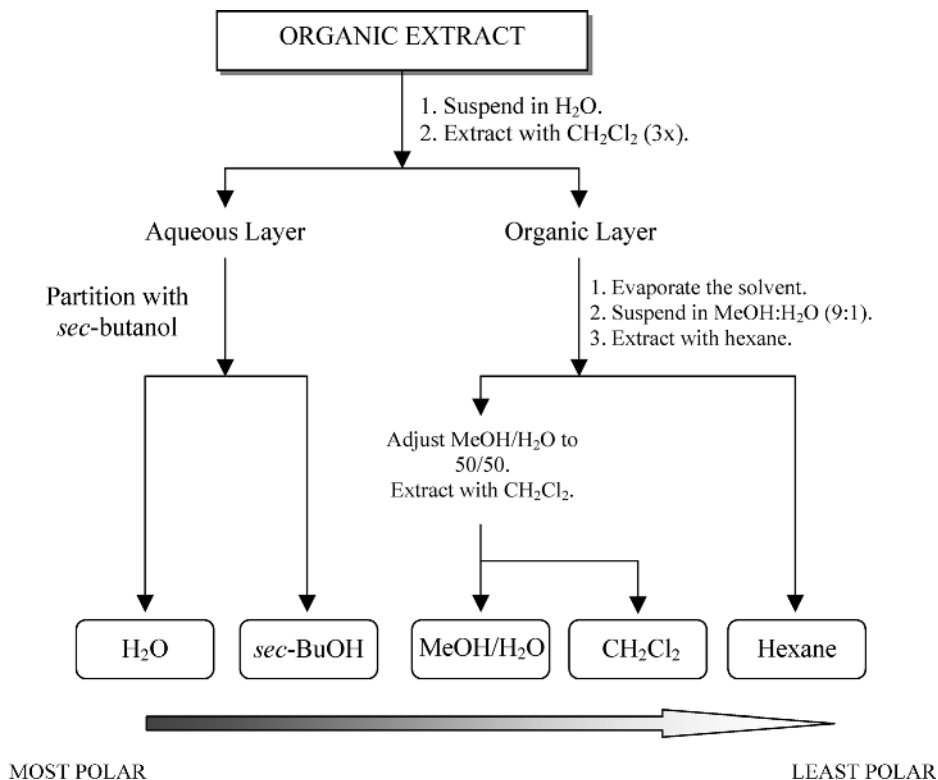 ORGANIC EXTRACT
1. Suspend in H₂O.
2. Extract with CH₂Cl₂ (3x).
Aqueous Layer
Organic Layer
Partition with
sec-butanol
1. Evaporate the solvent.
2. Suspend in MeOH:H₂O (9:1).
3. Extract with hexane.
Adjust MeOH/H₂O to
50/50.
Extract with CH₂Cl₂.
H₂O
sec-BuOH
MeOH/H₂O
CH₂Cl₂
Hexane
MOST POLAR
LEAST POLAR